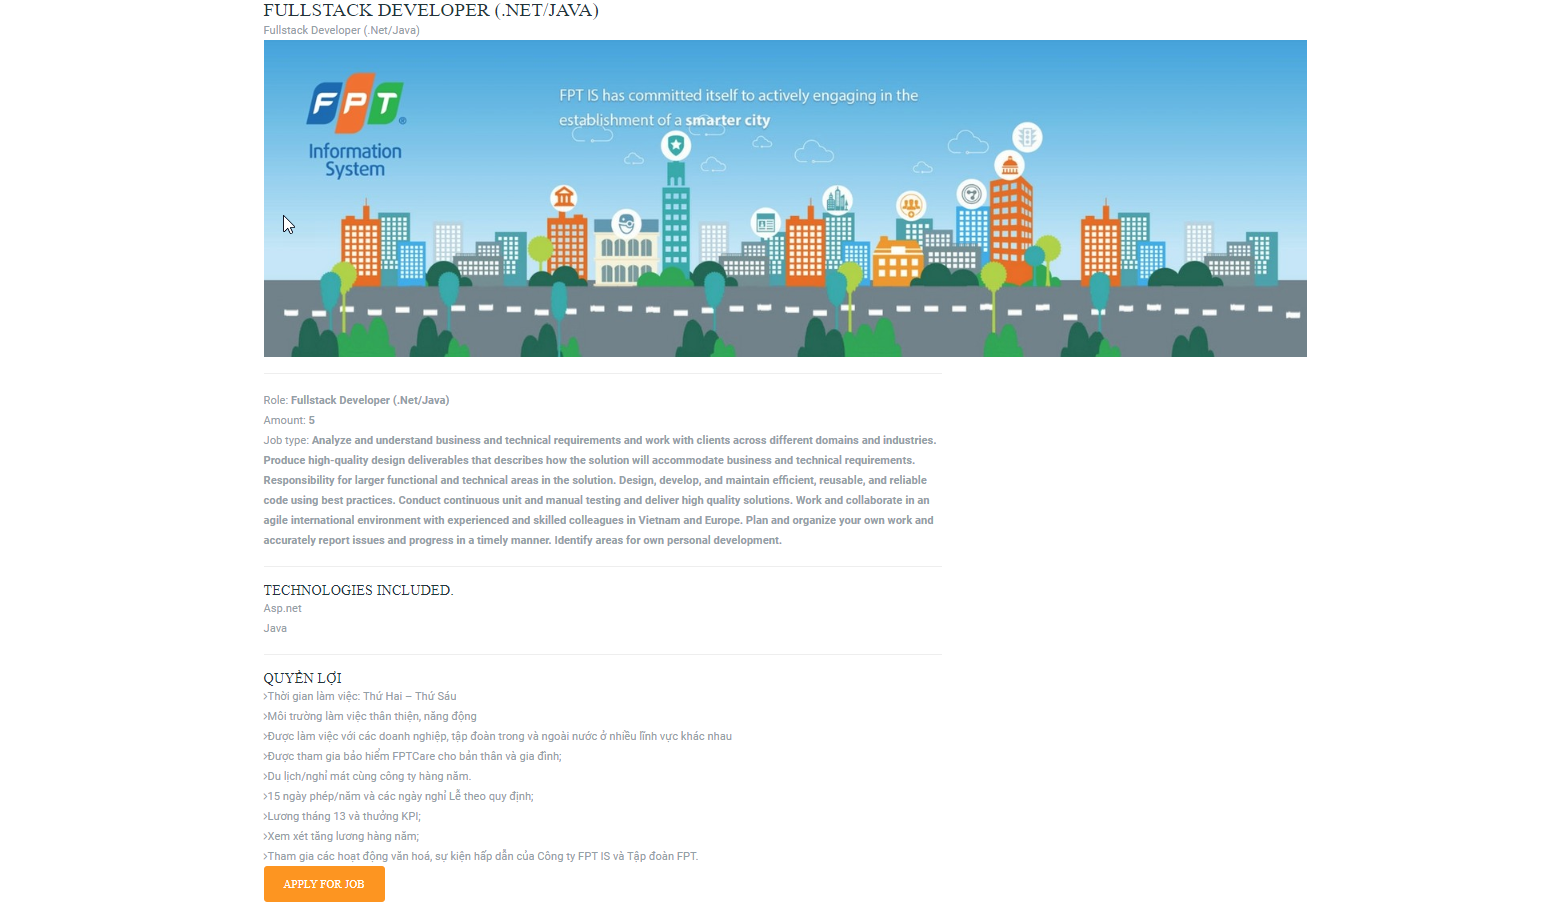 FULLSTACK DEVELOPER (.NET/JAVA)
Fullstack Developer (.Net/Java)
FPT®
Information
System
FPT IS has committed itself to actively engaging in the
establishment of a smarter city
Role: Fullstack Developer (.Net/Java)
Amount: 5
Job type: Analyze and understand business and technical requirements and work with clients across different domains and industries.
Produce high-quality design deliverables that describes how the solution will accommodate business and technical requirements.
Responsibility for larger functional and technical areas in the solution. Design, develop, and maintain efficient, reusable, and reliable
code using best practices. Conduct continuous unit and manual testing and deliver high quality solutions. Work and collaborate in an
agile international environment with experienced and skilled colleagues in Vietnam and Europe. Plan and organize your own work and
accurately report issues and progress in a timely manner. Identify areas for own personal development.
TECHNOLOGIES INCLUDED.
Asp.net
Java
QUYỀN LỢI
Thời gian làm việc: Thứ Hai – Thứ Sáu
Môi trường làm việc thân thiện, năng động
Được làm việc với các doanh nghiệp, tập đoàn trong và ngoài nước ở nhiều lĩnh vực khác nhau
Được tham gia bảo hiểm FPTCare cho bản thân và gia đình;
Du lịch/nghỉ mát cùng công ty hàng năm.
15 ngày phép/năm và các ngày nghỉ Lễ theo quy định;
Lương tháng 13 và thưởng KPI;
Xem xét tăng lương hàng năm;
Tham gia các hoạt động văn hoá, sự kiện hấp dẫn của Công ty FPT IS và Tập đoàn FPT.
APPLY FOR JOB